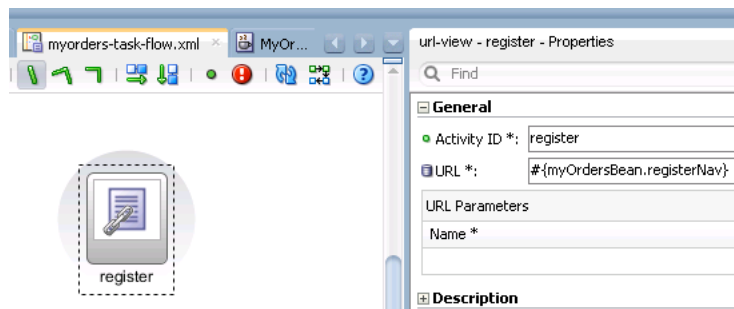 myorders-task-flow.xml
MyOr...
register
url-view - register - Properties
Find
General
Activity ID *:
register
URL *:
#{myOrdersBean.registerNav}
URL Parameters
Name *
Description